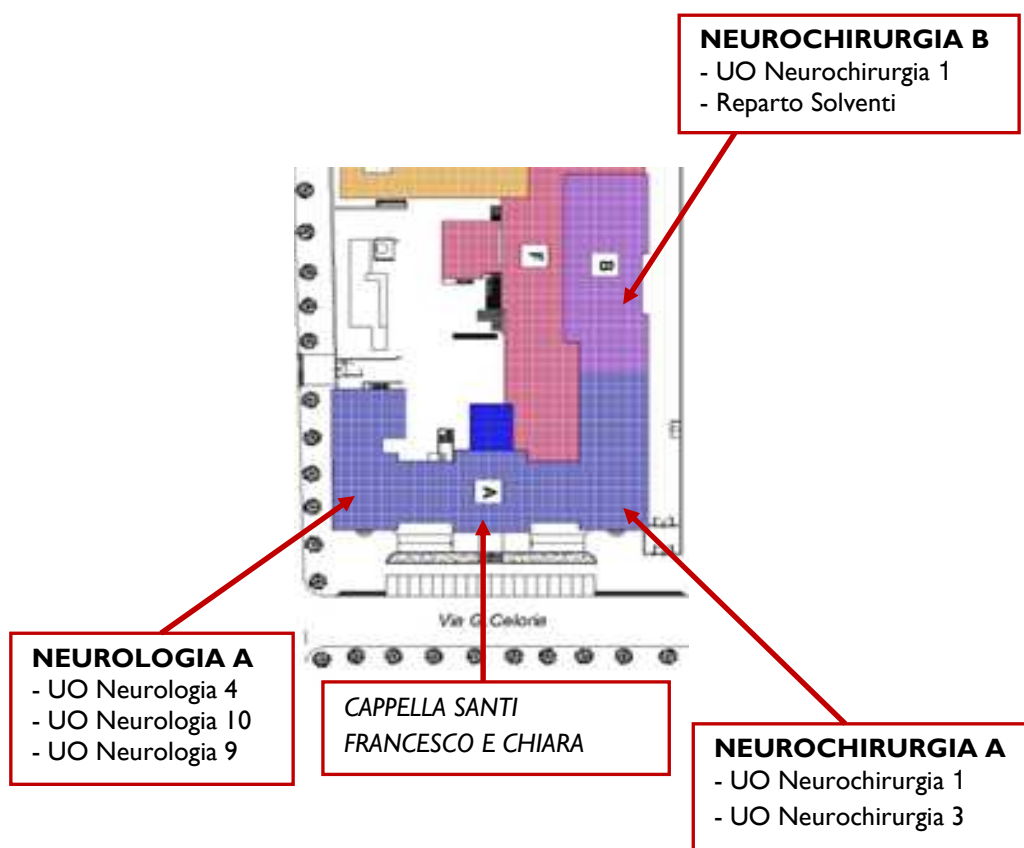 NEUROCHIRURGIA B
- UO Neurochirurgia 1
- Reparto Solventi
F
B
A
Via G. Celoria
NEUROLOGIA A
- UO Neurologia 4
- UO Neurologia 10
- UO Neurologia 9
CAPPELLA SANTI
FRANCESCO E CHIARA
NEUROCHIRURGIA A
- UO Neurochirurgia 1
- UO Neurochirurgia 3